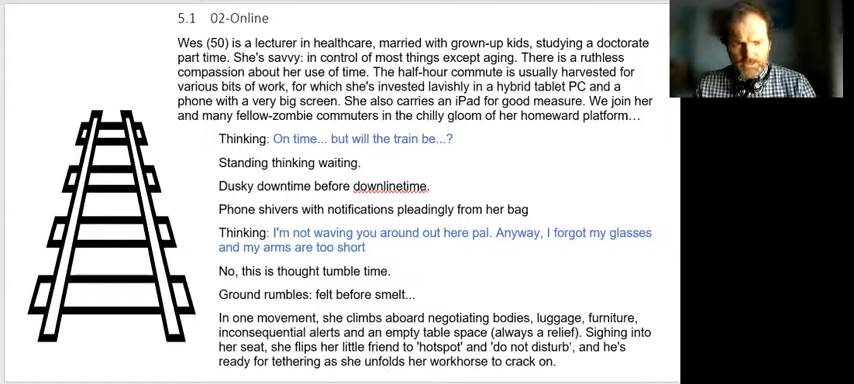 5.1 02-Online
Wes (50) is a lecturer in healthcare, married with grown-up kids, studying a doctorate
part time. She's savvy: in control of most things except aging. There is a ruthless
compassion about her use of time. The half-hour commute is usually harvested for
various bits of work, for which she's invested lavishly in a hybrid tablet PC and a
phone with a very big screen. She also carries an iPad for good measure. We join her
and many fellow-zombie commuters in the chilly gloom of her homeward platform…
Thinking: On time... but will the train be...?
Standing thinking waiting.
Dusky downtime before downlinetime.
Phone shivers with notifications pleadingly from her bag
Thinking: I'm not waving you around out here pal. Anyway, I forgot my glasses
and my arms are too short
No, this is thought tumble time.
Ground rumbles: felt before smelt...
In one movement, she climbs aboard negotiating bodies, luggage, furniture,
inconsequential alerts and an empty table space (always a relief). Sighing into
her seat, she flips her little friend to 'hotspot' and 'do not disturb', and he's
ready for tethering as she unfolds her workhorse to crack on.